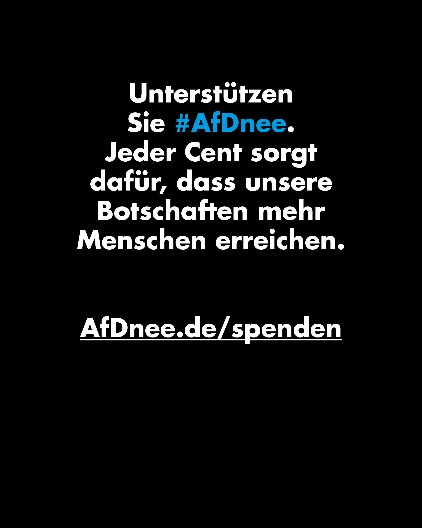 Unterstützen
Sie #AfDnee.
Jeder Cent sorgt
dafür, dass unsere
Botschaften mehr
Menschen erreichen.
AfDnee.de/spenden